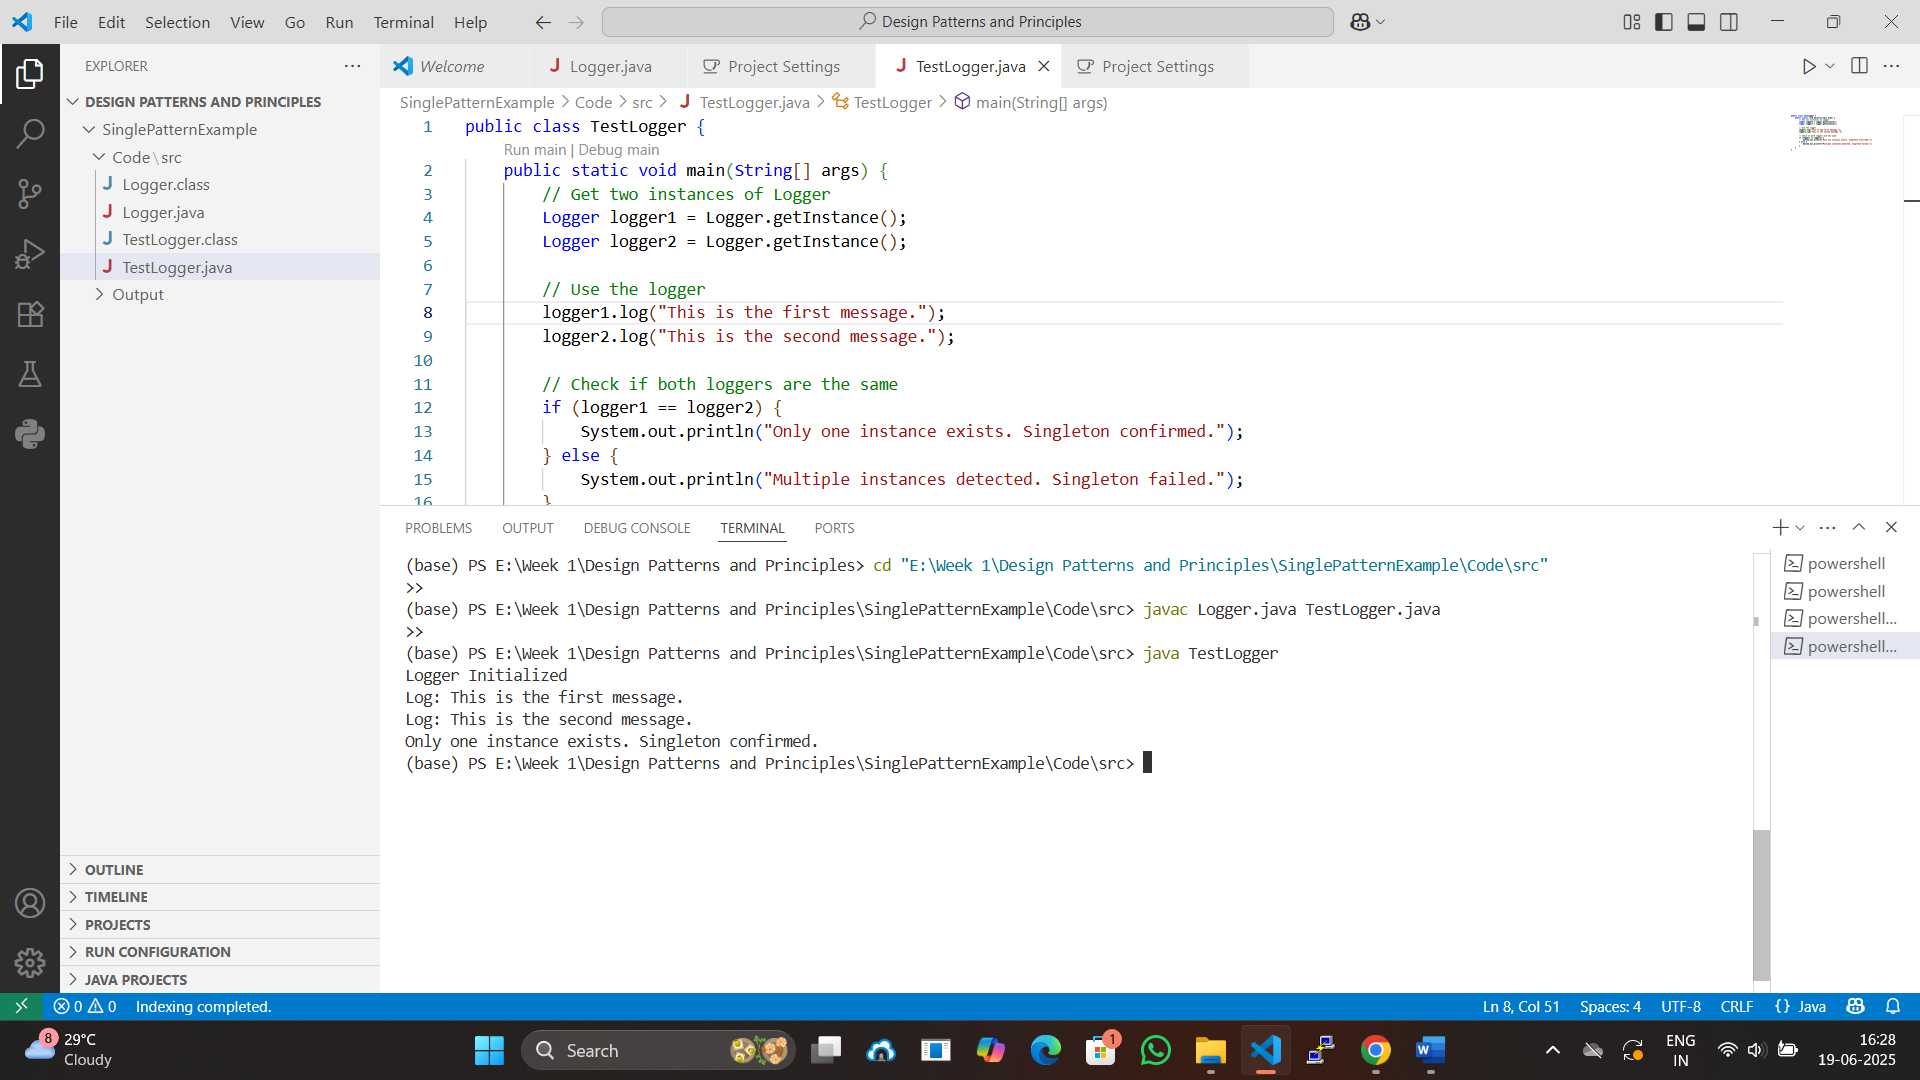 File Edit Selection View Go Run Terminal Help
Design Patterns and Principles
EXPLORER
DESIGN PATTERNS AND PRINCIPLES
SinglePatternExample
Code\src
Logger.class
Logger.java
TestLogger.class
TestLogger.java
Output
OUTLINE
TIMELINE
PROJECTS
RUN CONFIGURATION
JAVA PROJECTS
Welcome
Logger.java
Project Settings
TestLogger.java
Project Settings
SinglePatternExample > Code > src > TestLogger.java > TestLogger > main(String[] args)
1 public class TestLogger {
Run main | Debug main
2 public static void main(String[] args) {
3 // Get two instances of Logger
4 Logger logger1 = Logger.getInstance();
5 Logger logger2 = Logger.getInstance();
6
7 // Use the logger
8 logger1.log("This is the first message.");
9 logger2.log("This is the second message.");
10
11 // Check if both loggers are the same
12 if (logger1 == logger2) {
13 System.out.println("Only one instance exists. Singleton confirmed.");
14 } else {
15 System.out.println("Multiple instances detected. Singleton failed.");
16 }
PROBLEMS OUTPUT DEBUG CONSOLE TERMINAL PORTS
(base) PS E:\Week 1\Design Patterns and Principles> cd "E:\Week 1\Design Patterns and Principles\SinglePatternExample\Code\src"
>>
(base) PS E:\Week 1\Design Patterns and Principles\SinglePatternExample\Code\src> javac Logger.java TestLogger.java
>>
(base) PS E:\Week 1\Design Patterns and Principles\SinglePatternExample\Code\src> java TestLogger
Logger Initialized
Log: This is the first message.
Log: This is the second message.
Only one instance exists. Singleton confirmed.
(base) PS E:\Week 1\Design Patterns and Principles\SinglePatternExample\Code\src>
powershell
powershell
powershell...
powershell...
0 0 Indexing completed.
Ln 8, Col 51 Spaces: 4 UTF-8 CRLF {} Java
8
29°C
Cloudy
Search
1
ENG
IN
16:28
19-06-2025